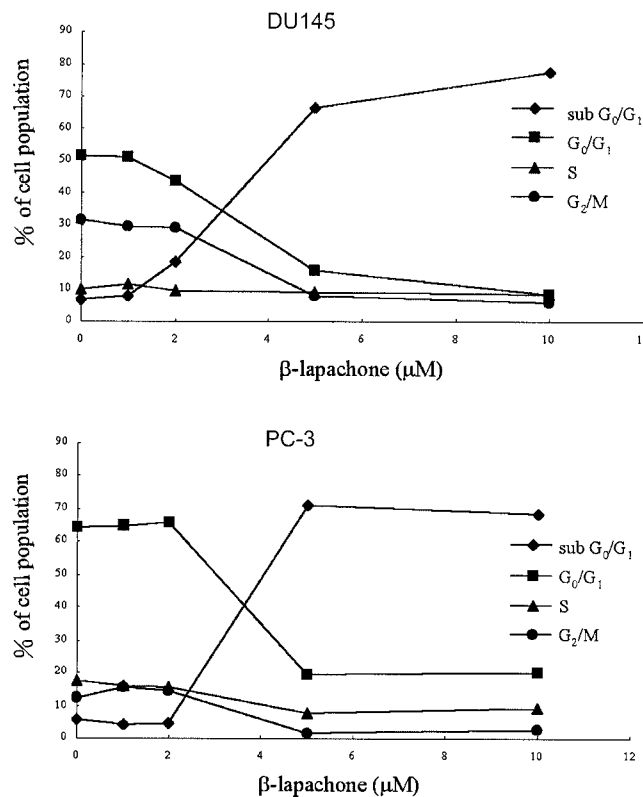 DU145
% of cell population
90
80
70
60
50
40
30
20
10
0
0 2 4 6 8 10 1
β-lapachone (μM)
sub G0/G1
G0/G1
S
G2/M
PC-3
% of cell population
90
80
70
60
50
40
30
20
10
0
0 2 4 6 8 10 12
β-lapachone (μM)
sub G0/G1
G0/G1
S
G2/M